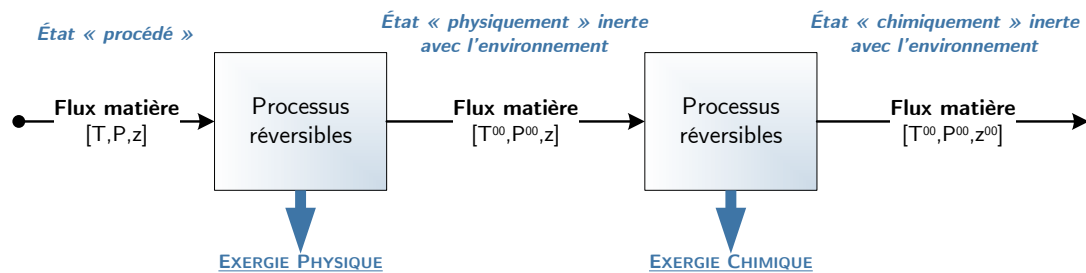 État « procédé »
État « physiquement » inerte
avec l'environnement
État « chimiquement » inerte
avec l'environnement
Flux matière
[T,P,z]
Processus
réversibles
Flux matière
[T⁰⁰,P⁰⁰,z]
Processus
réversibles
Flux matière
[T⁰⁰,P⁰⁰,z⁰⁰]
EXERGIE PHYSIQUE
EXERGIE CHIMIQUE